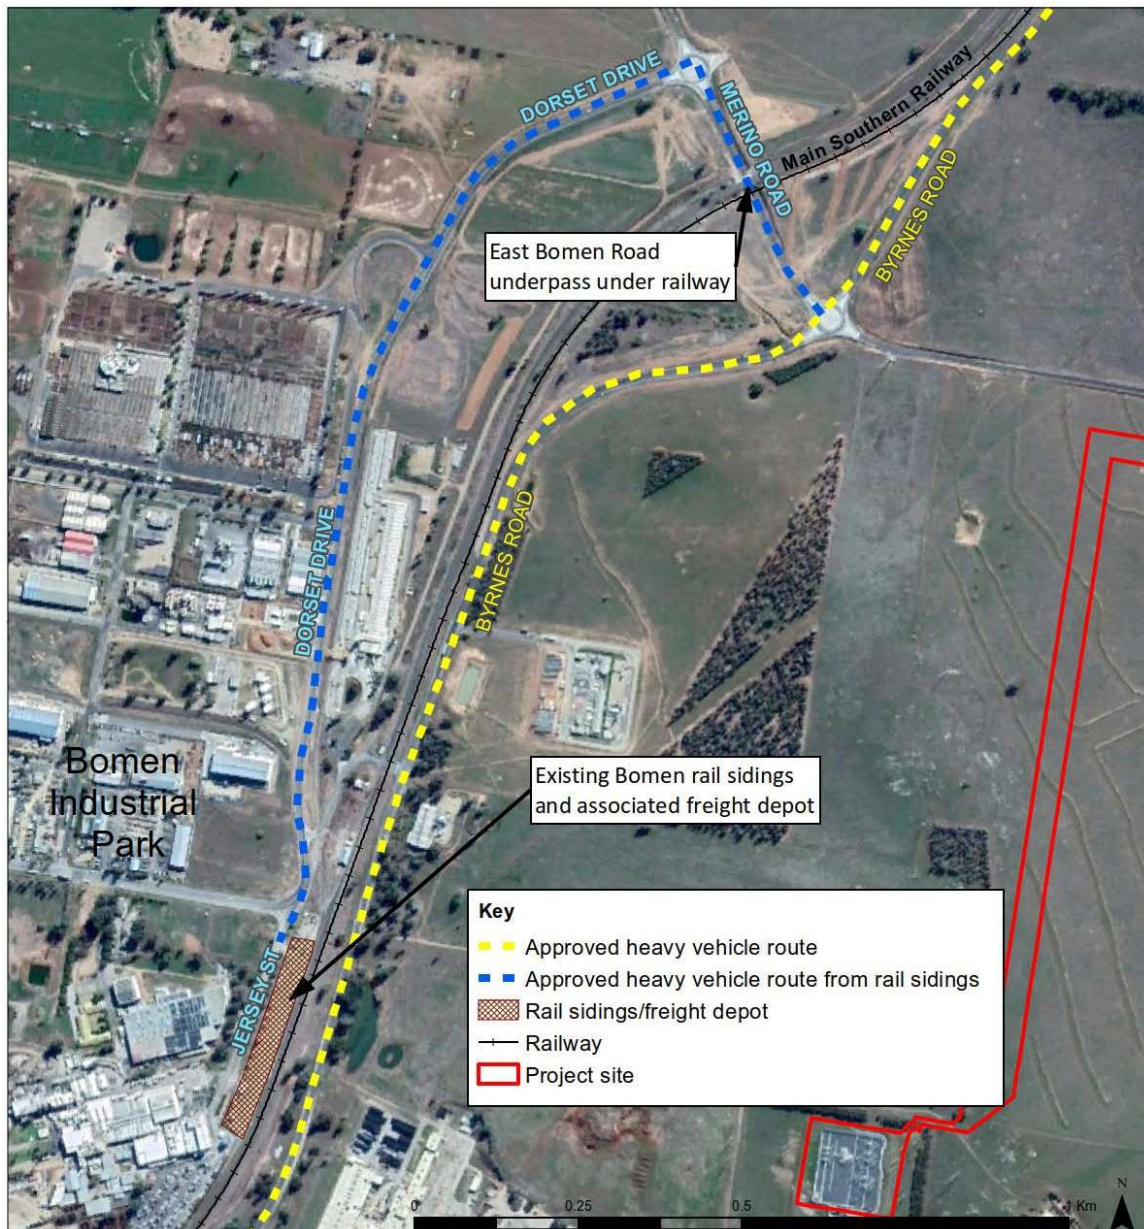 DORSET DRIVE
MERINO ROAD
Main Southern Railway
BYRNES ROAD
East Bomen Road
underpass under railway
DORSET DRIVE
BYRNES ROAD
Bomen
Industrial
Park
Existing Bomen rail sidings
and associated freight depot
JERSEY ST
Key
Approved heavy vehicle route
Approved heavy vehicle route from rail sidings
Rail sidings/freight depot
Railway
Project site
N
0 0.25 0.5 1 Km